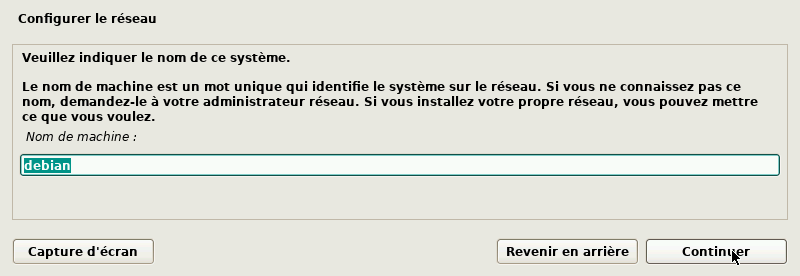 Configurer le réseau
Veuillez indiquer le nom de ce système.
Le nom de machine est un mot unique qui identifie le système sur le réseau. Si vous ne connaissez pas ce
nom, demandez-le à votre administrateur réseau. Si vous installez votre propre réseau, vous pouvez mettre
ce que vous voulez.
Nom de machine :
debian
Capture d'écran
Revenir en arrière
Continuer